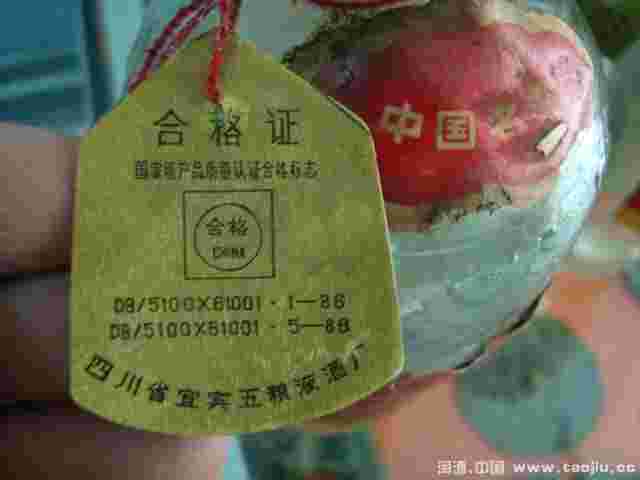 合格证
国家级产品质量认证合格标志
合格
CHINA
DB/5100X61001·1—86
DB/5100X61001·5—88
四川省宜宾五粮液酒厂
中国
淘酒.中国 www.taojiu.cc